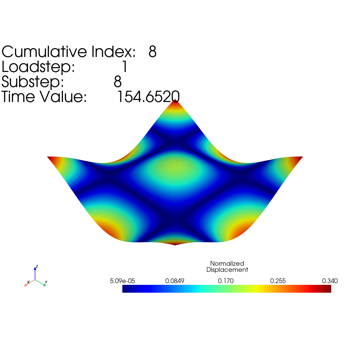 Cumulative Index: 8
Loadstep: 1
Substep: 8
Time Value: 154.6520
Normalized
Displacement
5.09e-05 0.0849 0.170 0.255 0.340